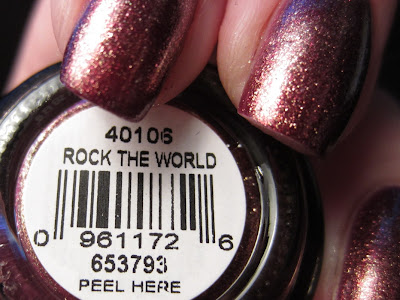 40106
ROCK THE WORLD
0 961172 6
653793
PEEL HERE